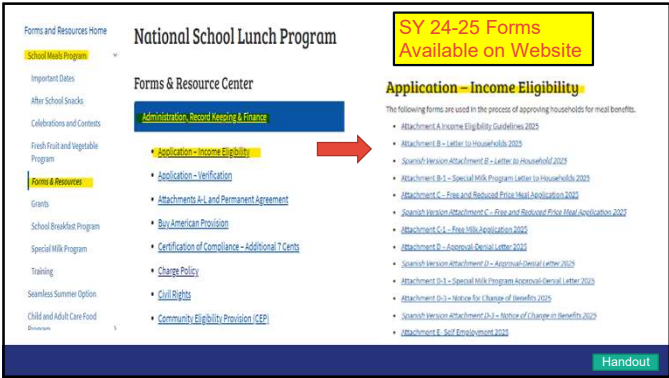 Forms and Resources Home
School Meals Program
Important Dates
After School Snacks
Celebrations and Contests
Fresh Fruit and Vegetable
Program
Forms & Resources
Grants
School Breakfast Program
Special Milk Program
Training
Seamless Summer Option
Child and Adult Care Food
Program
National School Lunch Program
Forms & Resource Center
Administration, Record Keeping & Finance
Application – Income Eligibility
Application – Verification
Attachments A-L and Permanent Agreement
Buy American Provision
Certification of Compliance – Additional 7 Cents
Charge Policy
Civil Rights
Community Eligibility Provision (CEP)
SY 24-25 Forms
Available on Website
Application – Income Eligibility
The following forms are used in the process of approving households for meal benefits.
Attachment A Income Eligibility Guidelines 2025
Attachment B – Letter to Households 2025
Spanish Version Attachment B – Letter to Household 2025
Attachment B-1 – Special Milk Program Letter to Households 2025
Attachment C – Free and Reduced Price Meal Application 2025
Spanish Version Attachment C – Free and Reduced Price Meal Application 2025
Attachment C-1 – Free Milk Application 2025
Attachment D – Approval-Denial Letter 2025
Spanish Version Attachment D – Approval-Denial Letter 2025
Attachment D-1 – Special Milk Program Approval-Denial Letter 2025
Attachment D-3 – Notice for Change of Benefits 2025
Spanish Version Attachment D-3 – Notice of Change in Benefits 2025
Attachment E Self Employment 2025
Handout